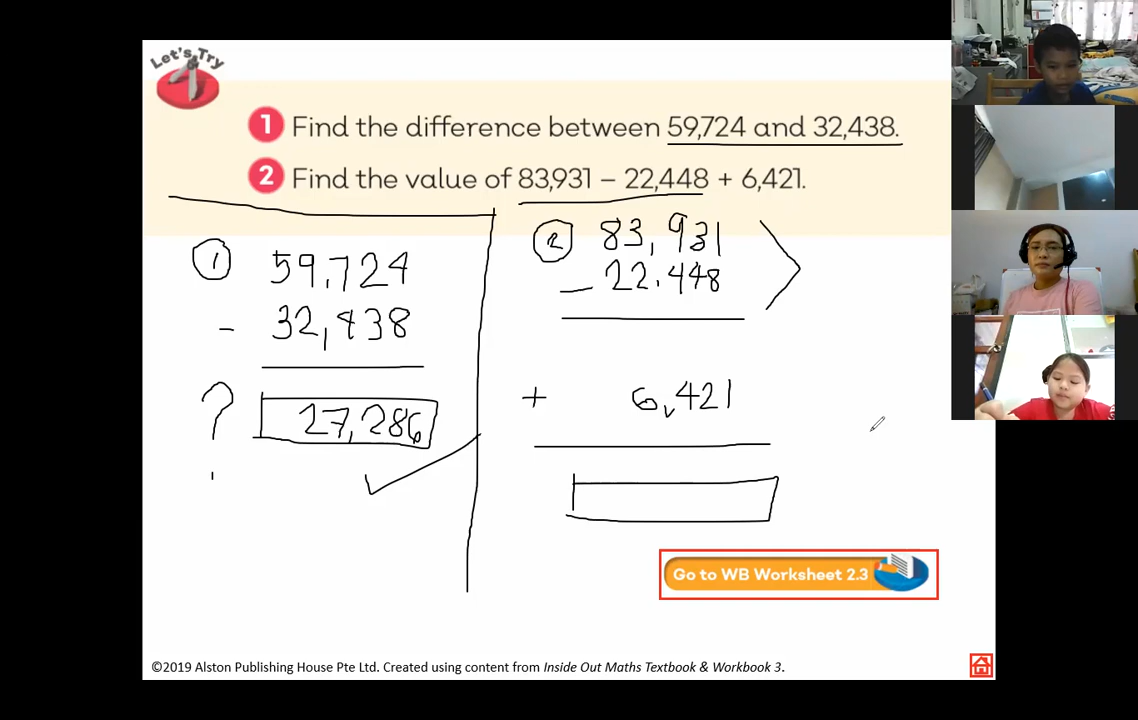 Let's Try
1 Find the difference between 59,724 and 32,438.
2 Find the value of 83,931 – 22,448 + 6,421.
1
59,724
- 32,438
? 27,286
2
83,931
- 22,448
+ 6,421
Go to WB Worksheet 2.3
©2019 Alston Publishing House Pte Ltd. Created using content from Inside Out Maths Textbook & Workbook 3.